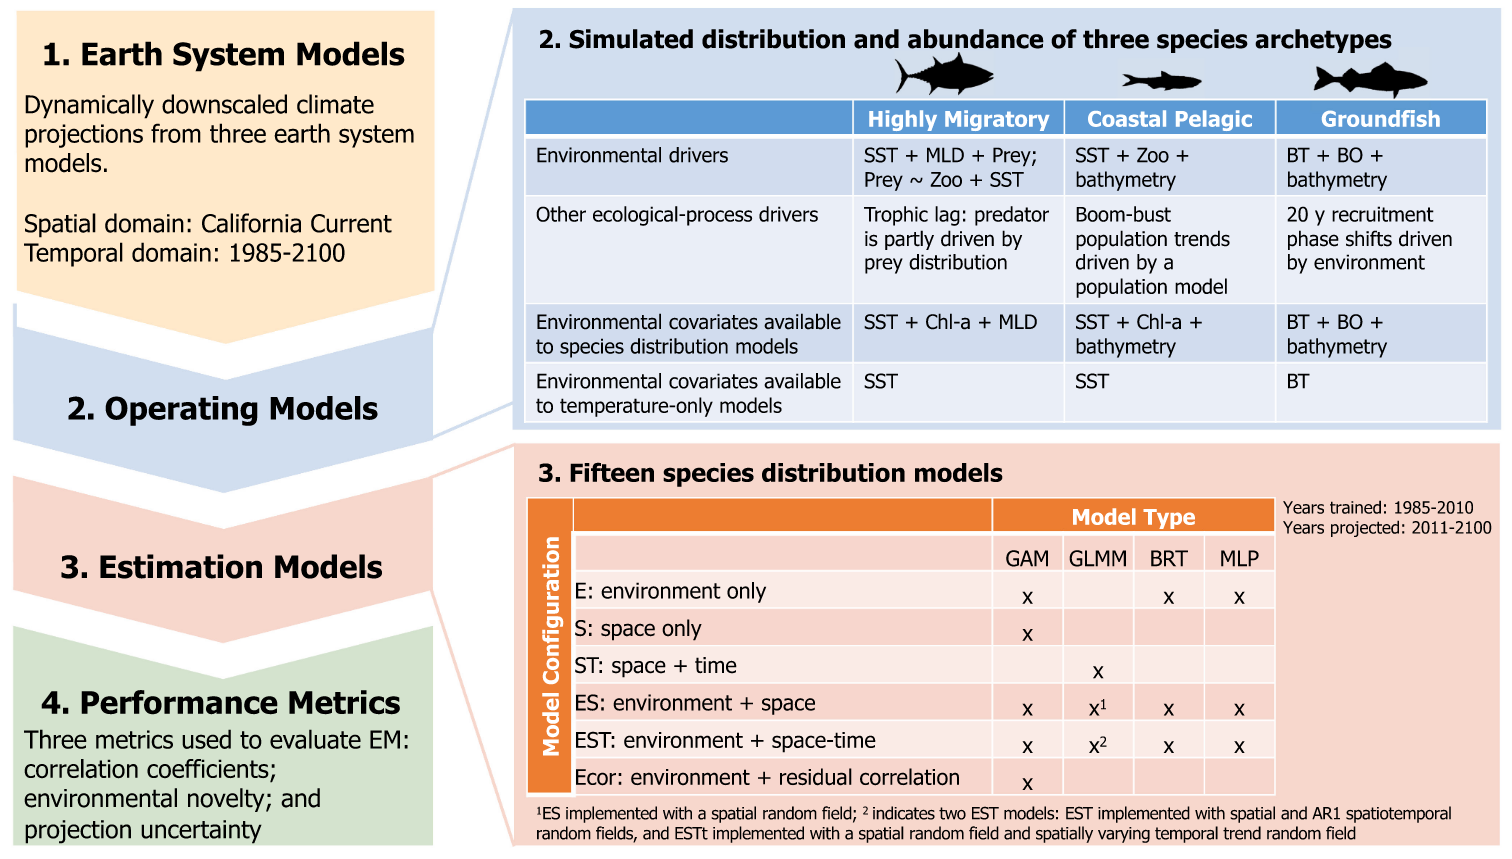 1. Earth System Models
Dynamically downscaled climate
projections from three earth system
models.
Spatial domain: California Current
Temporal domain: 1985-2100
2. Operating Models
3. Estimation Models
4. Performance Metrics
Three metrics used to evaluate EM:
correlation coefficients;
environmental novelty; and
projection uncertainty
2. Simulated distribution and abundance of three species archetypes
Highly Migratory
Coastal Pelagic
Groundfish
Environmental drivers
SST + MLD + Prey;
Prey ~ Zoo + SST
SST + Zoo +
bathymetry
BT + BO +
bathymetry
Other ecological-process drivers
Trophic lag: predator
is partly driven by
prey distribution
Boom-bust
population trends
driven by a
population model
20 y recruitment
phase shifts driven
by environment
Environmental covariates available
to species distribution models
SST + Chl-a + MLD
SST + Chl-a +
bathymetry
BT + BO +
bathymetry
Environmental covariates available
to temperature-only models
SST
SST
BT
3. Fifteen species distribution models
Model Configuration
Model Type
GAM GLMM BRT MLP
E: environment only x x x
S: space only x
ST: space + time x
ES: environment + space x x¹ x x
EST: environment + space-time x x² x x
Ecor: environment + residual correlation x
Years trained: 1985-2010
Years projected: 2011-2100
¹ES implemented with a spatial random field; ² indicates two EST models: EST implemented with spatial and AR1 spatiotemporal
random fields, and ESTt implemented with a spatial random field and spatially varying temporal trend random field